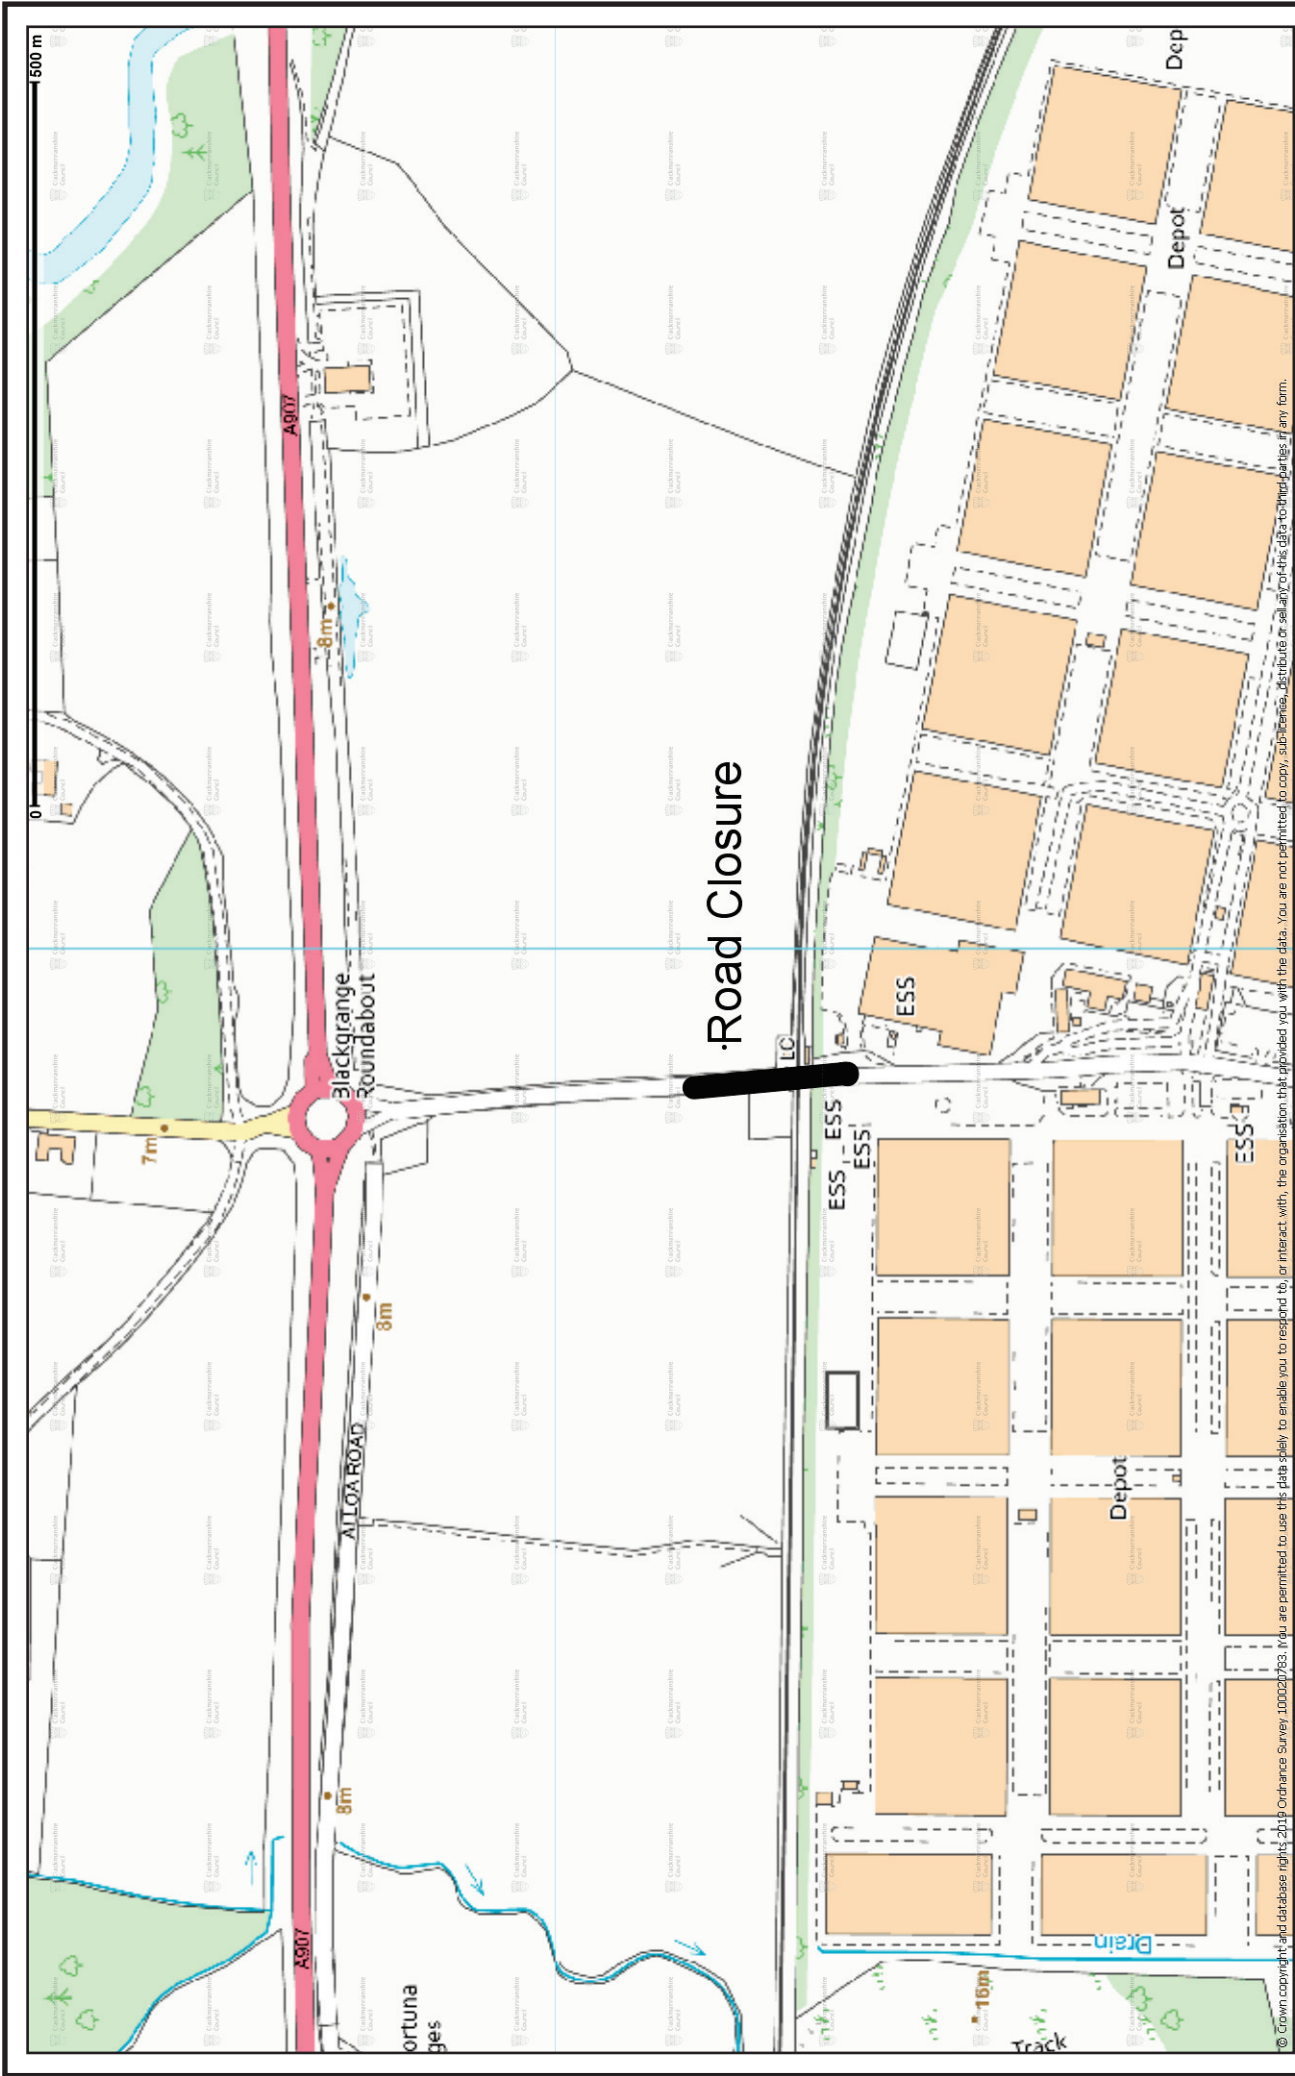 0
500 m
A907
8m
7m
Blackgrange
Roundabout
Road Closure
LC
ESS
ESS
ESS
ESS
ESS
Depot
Dep
8m
ALLOA ROAD
8m
A907
ortuna
ges
Depot
Drain
16m
Track
Clackmannanshire
Council
© Crown copyright and database rights 2019 Ordnance Survey 100020783. You are permitted to use this data solely to enable you to respond to, or interact with, the organisation that provided you with the data. You are not permitted to copy, sub-licence, distribute or sell any of this data to third parties in any form.